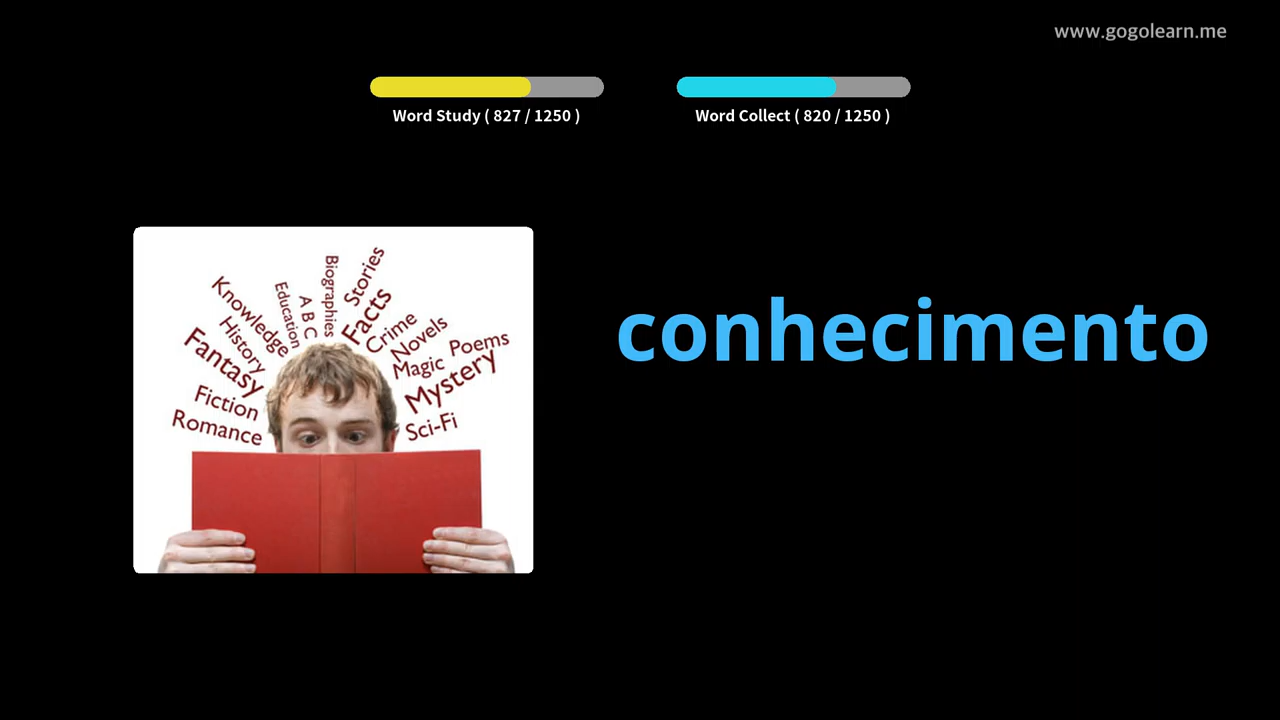 www.gogolearn.me
Word Study ( 827 / 1250 )
Word Collect ( 820 / 1250 )
Knowledge
Education
A B C
Biographies
Stories
Facts
Crime
Novels
Poems
History
Fantasy
Magic
Mystery
Fiction
Romance
Sci-Fi
conhecimento